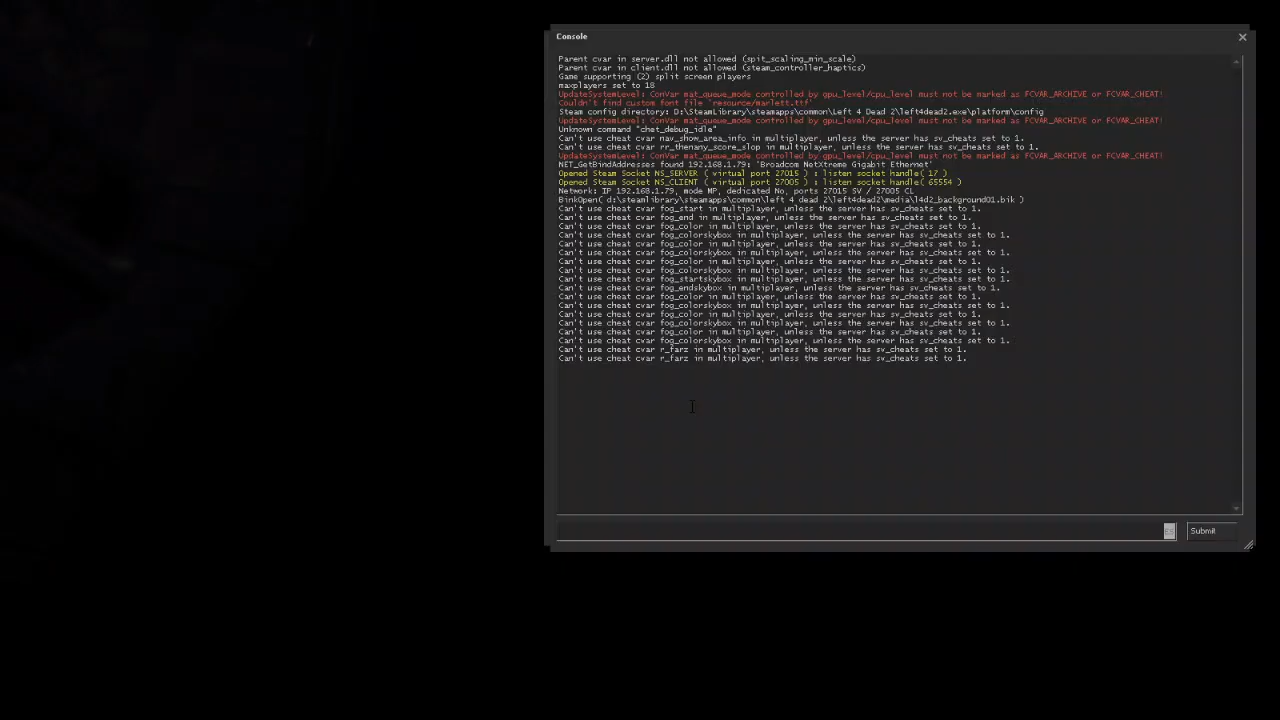 Console
Parent cvar in server.dll not allowed (spit_scaling_min_scale)
Parent cvar in client.dll not allowed (steam_controller_haptics)
Game supporting (2) split screen players
maxplayers set to 18
UpdateSystemLevel: ConVar mat_queue_mode controlled by gpu_level/cpu_level must not be marked as FCVAR_ARCHIVE or FCVAR_CHEAT!
Couldn't find custom font file 'resource/marlett.ttf'
Steam config directory: D:\SteamLibrary\steamapps\common\Left 4 Dead 2\left4dead2.exe\platform\config
UpdateSystemLevel: ConVar mat_queue_mode controlled by gpu_level/cpu_level must not be marked as FCVAR_ARCHIVE or FCVAR_CHEAT!
Unknown command "chet_debug_idle"
Can't use cheat cvar nav_show_area_info in multiplayer, unless the server has sv_cheats set to 1.
Can't use cheat cvar rr_thenany_score_slop in multiplayer, unless the server has sv_cheats set to 1.
UpdateSystemLevel: ConVar mat_queue_mode controlled by gpu_level/cpu_level must not be marked as FCVAR_ARCHIVE or FCVAR_CHEAT!
NET_GetBindAddresses found 192.168.1.79: 'Broadcom NetXtreme Gigabit Ethernet'
Opened Steam Socket NS_SERVER ( virtual port 27015 ) : listen socket handle( 17 )
Opened Steam Socket NS_CLIENT ( virtual port 27005 ) : listen socket handle( 65554 )
Network: IP 192.168.1.79, mode MP, dedicated No, ports 27015 SV / 27005 CL
BinkOpen( d:\steamlibrary\steamapps\common\left 4 dead 2\left4dead2\media\l4d2_background01.bik )
Can't use cheat cvar fog_start in multiplayer, unless the server has sv_cheats set to 1.
Can't use cheat cvar fog_end in multiplayer, unless the server has sv_cheats set to 1.
Can't use cheat cvar fog_color in multiplayer, unless the server has sv_cheats set to 1.
Can't use cheat cvar fog_colorskybox in multiplayer, unless the server has sv_cheats set to 1.
Can't use cheat cvar fog_color in multiplayer, unless the server has sv_cheats set to 1.
Can't use cheat cvar fog_colorskybox in multiplayer, unless the server has sv_cheats set to 1.
Can't use cheat cvar fog_color in multiplayer, unless the server has sv_cheats set to 1.
Can't use cheat cvar fog_colorskybox in multiplayer, unless the server has sv_cheats set to 1.
Can't use cheat cvar fog_startskybox in multiplayer, unless the server has sv_cheats set to 1.
Can't use cheat cvar fog_endskybox in multiplayer, unless the server has sv_cheats set to 1.
Can't use cheat cvar fog_color in multiplayer, unless the server has sv_cheats set to 1.
Can't use cheat cvar fog_colorskybox in multiplayer, unless the server has sv_cheats set to 1.
Can't use cheat cvar fog_color in multiplayer, unless the server has sv_cheats set to 1.
Can't use cheat cvar fog_colorskybox in multiplayer, unless the server has sv_cheats set to 1.
Can't use cheat cvar fog_color in multiplayer, unless the server has sv_cheats set to 1.
Can't use cheat cvar fog_colorskybox in multiplayer, unless the server has sv_cheats set to 1.
Can't use cheat cvar r_farz in multiplayer, unless the server has sv_cheats set to 1.
Can't use cheat cvar r_farz in multiplayer, unless the server has sv_cheats set to 1.
Submit